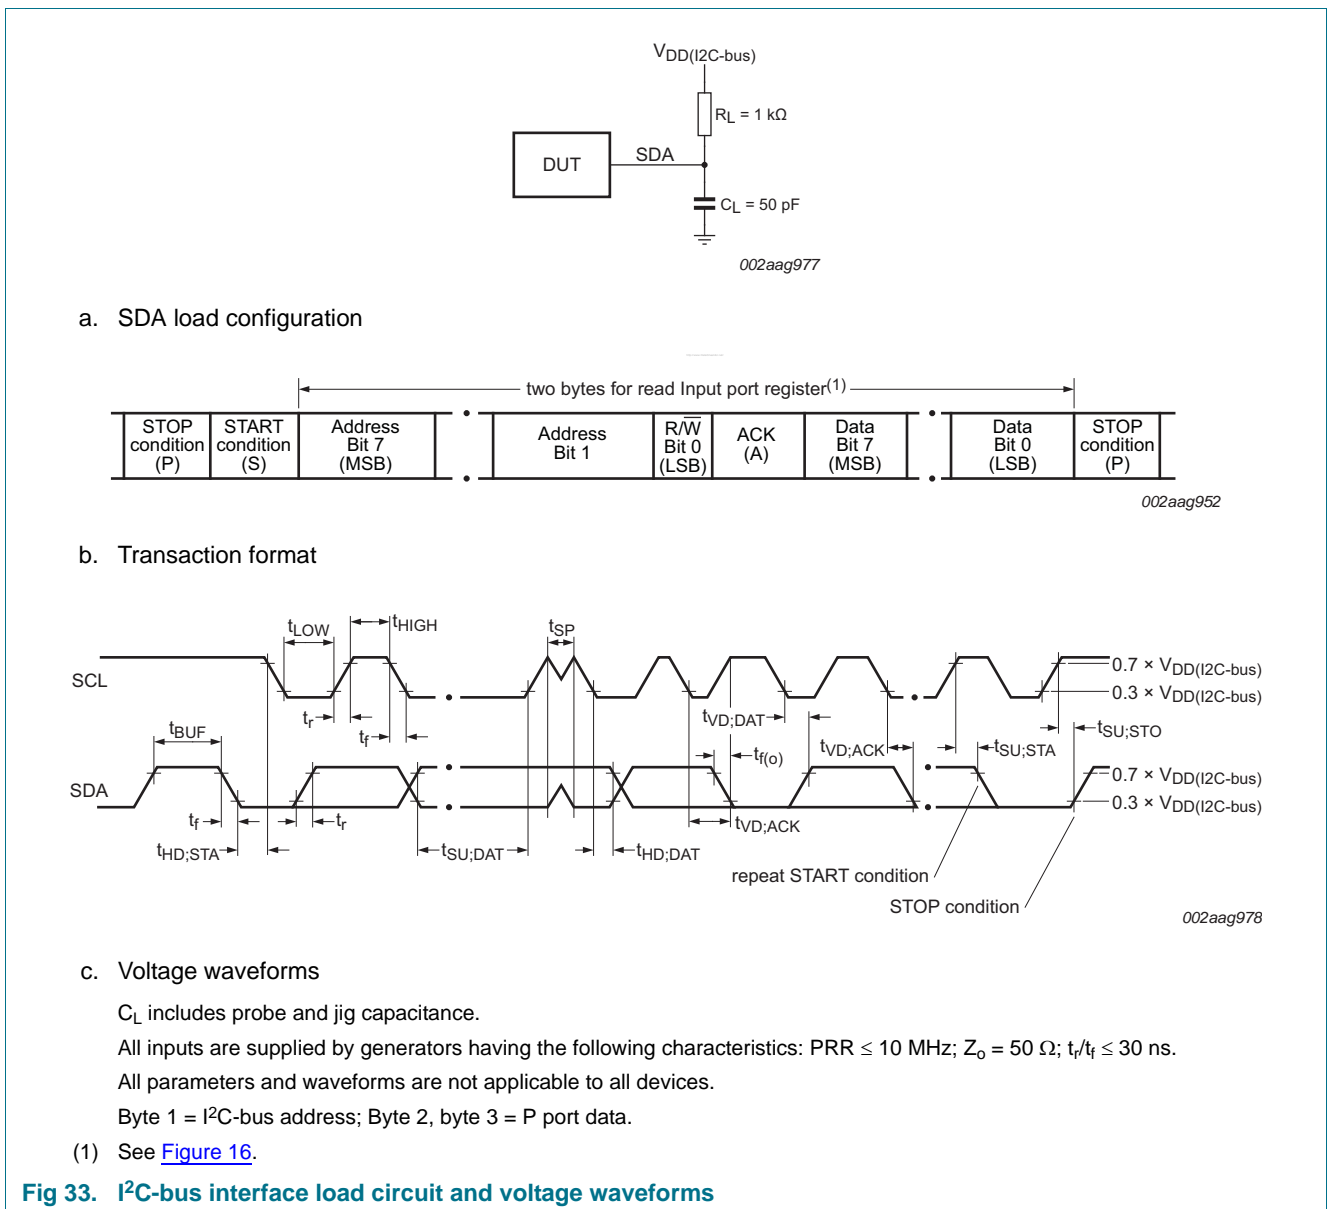 VDD(I2C-bus)
RL = 1 kΩ
DUT
SDA
CL = 50 pF
002aag977
a. SDA load configuration
two bytes for read Input port register(1)
STOP condition (P)
START condition (S)
Address Bit 7 (MSB)
Address Bit 1
R/W̅ Bit 0 (LSB)
ACK (A)
Data Bit 7 (MSB)
Data Bit 0 (LSB)
STOP condition (P)
002aag952
b. Transaction format
tLOW
tHIGH
tSP
SCL
0.7 × VDD(I2C-bus)
0.3 × VDD(I2C-bus)
tr
tf
tBUF
tVD;DAT
tf(o)
tVD;ACK
tSU;STA
tSU;STO
SDA
0.7 × VDD(I2C-bus)
0.3 × VDD(I2C-bus)
tf
tr
tVD;ACK
tHD;STA
tSU;DAT
tHD;DAT
repeat START condition
STOP condition
002aag978
c. Voltage waveforms
CL includes probe and jig capacitance.
All inputs are supplied by generators having the following characteristics: PRR ≤ 10 MHz; Zo = 50 Ω; tr/tf ≤ 30 ns.
All parameters and waveforms are not applicable to all devices.
Byte 1 = I2C-bus address; Byte 2, byte 3 = P port data.
(1) See Figure 16.
Fig 33. I2C-bus interface load circuit and voltage waveforms